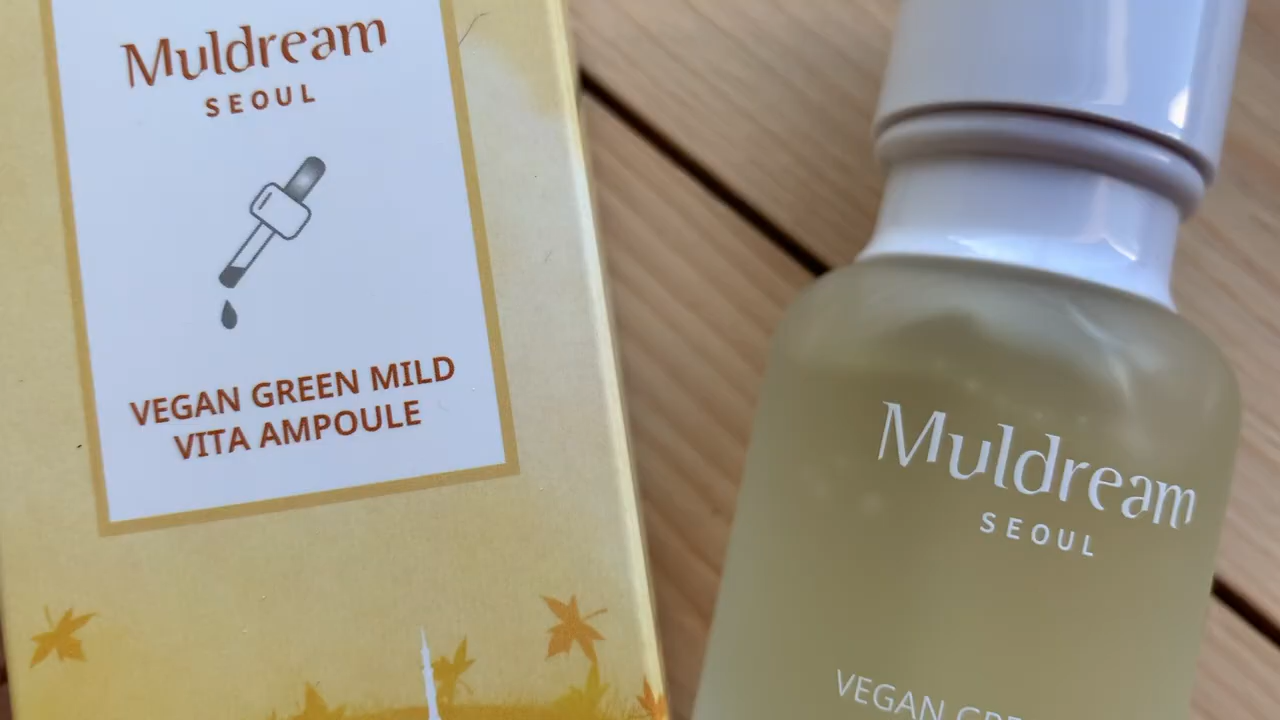 Muldream
SEOUL
VEGAN GREEN MILD
VITA AMPOULE
Muldream
SEOUL
VEGAN